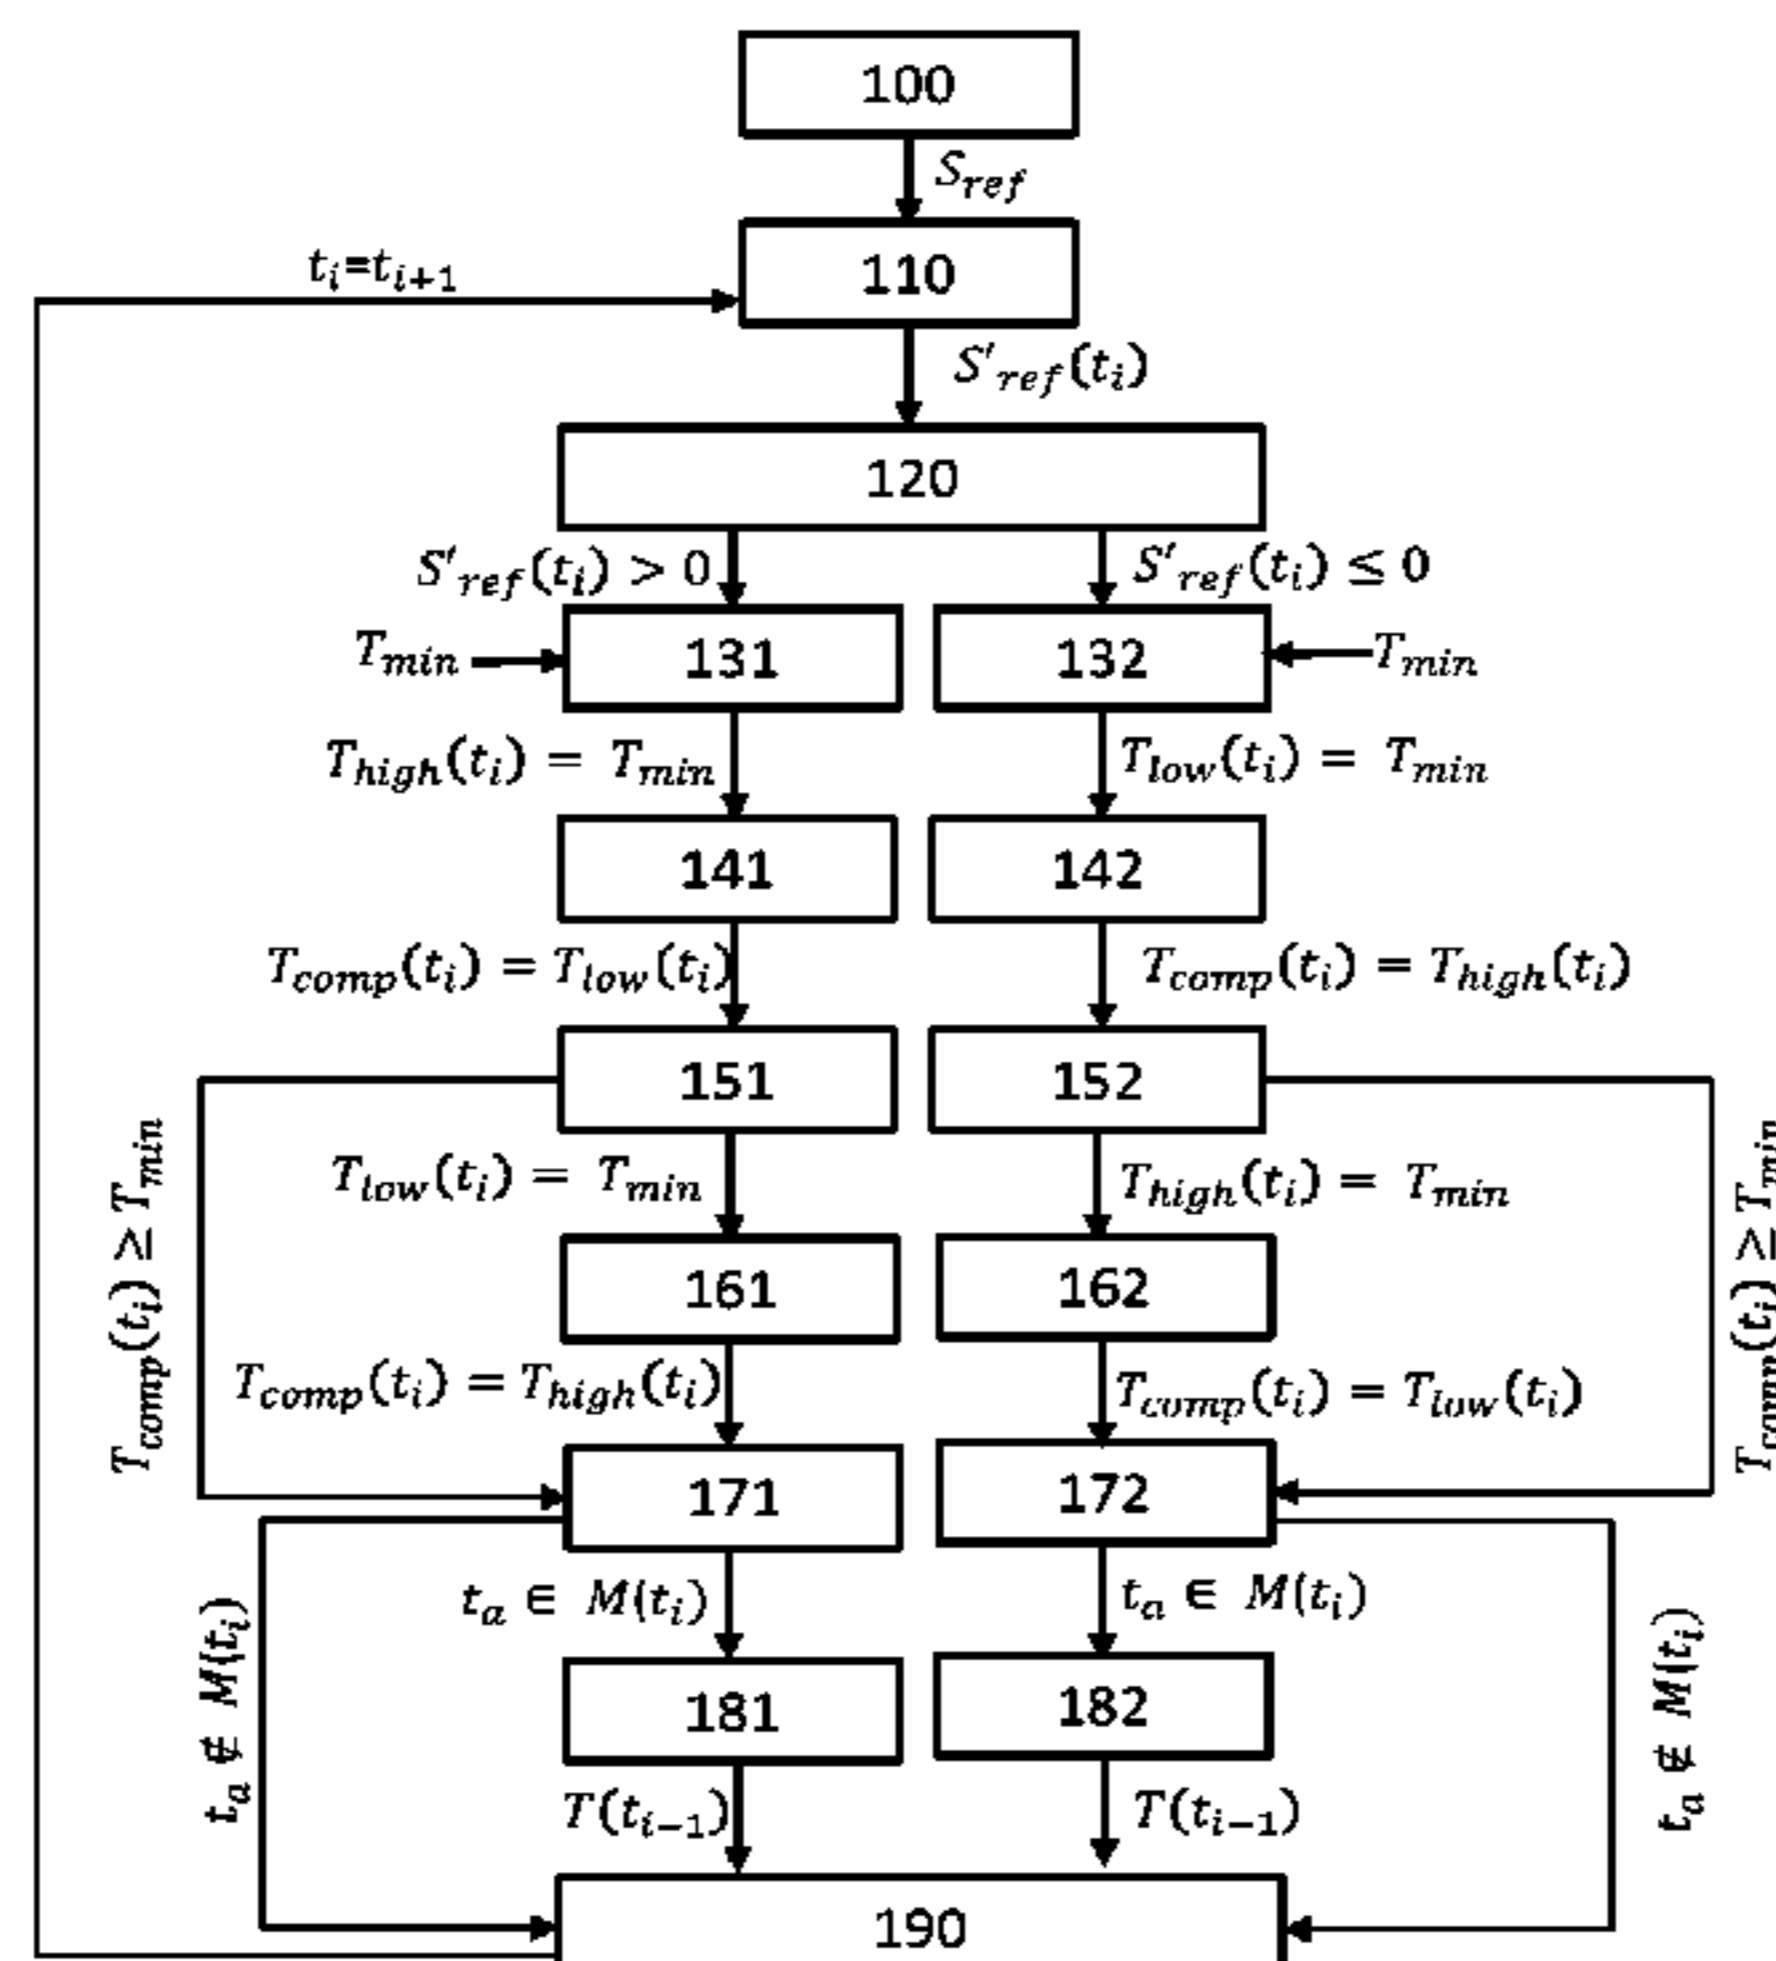 100
S_ref
t_i=t_{i+1}
110
S'_ref(t_i)
120
S'_ref(t_i) > 0
S'_ref(t_i) ≤ 0
T_min
131
132
T_min
T_high(t_i) = T_min
T_low(t_i) = T_min
141
142
T_comp(t_i) = T_low(t_i)
T_comp(t_i) = T_high(t_i)
151
152
T_comp(t_i) ≥ T_min
T_low(t_i) = T_min
T_high(t_i) = T_min
T_comp(t_i) ≥ T_min
161
162
T_comp(t_i) = T_high(t_i)
T_comp(t_i) = T_low(t_i)
171
172
t_a ∉ M(t_i)
t_a ∈ M(t_i)
t_a ∈ M(t_i)
t_a ∉ M(t_i)
181
182
T(t_{i−1})
T(t_{i−1})
190